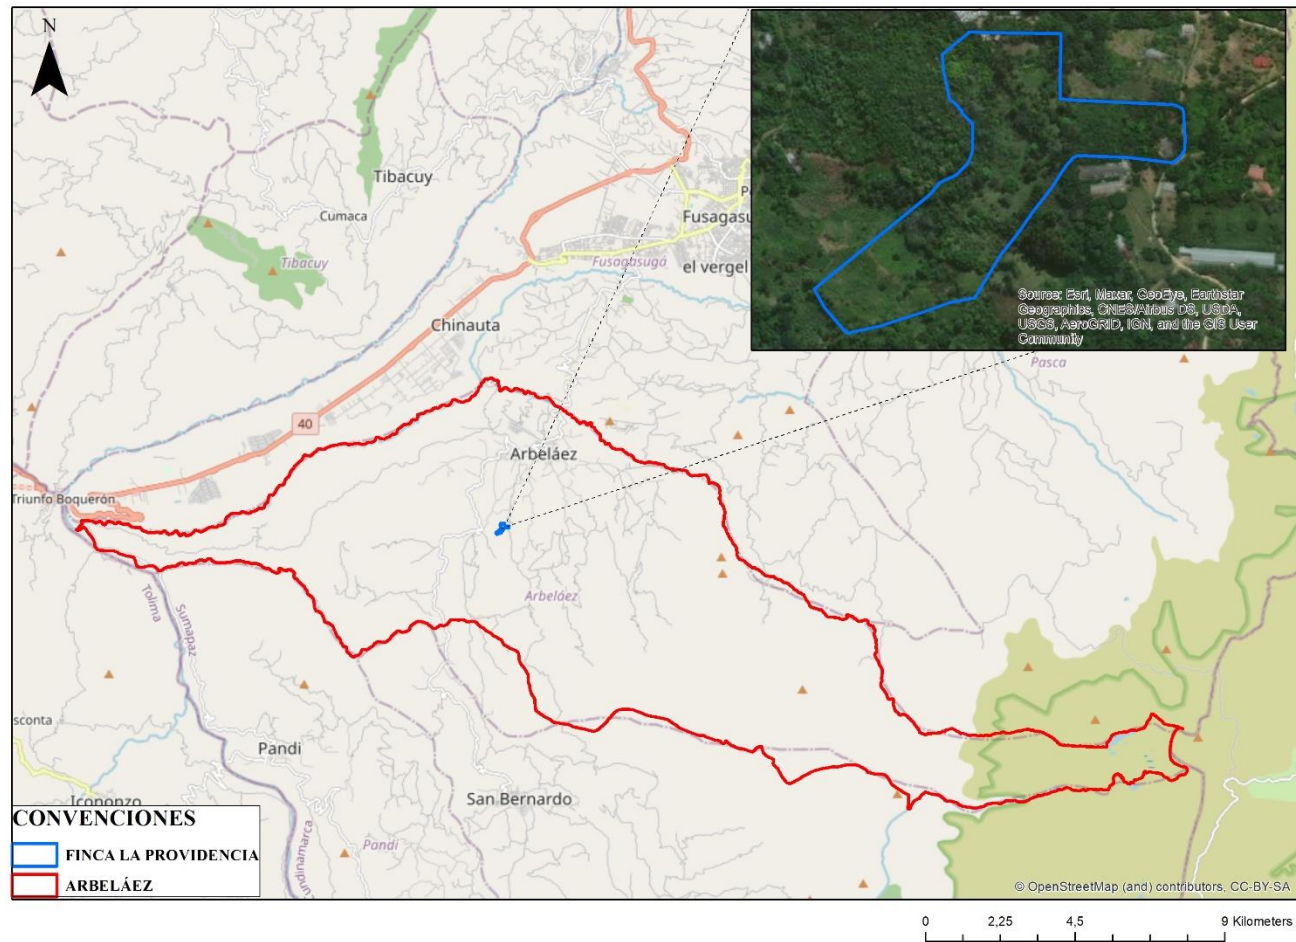 N
Tibacuy
Cumaca
Tibacuy
Fusagasu
Fusagasugá
el vergel
Chinauta
Source: Esri, Maxar, GeoEye, Earthstar
Geographics, CNES/Airbus DS, USDA,
USGS, AeroGRID, IGN, and the GIS User
Community
Pasca
40
Arbeláez
Triunfo Boquerón
Arbeláez
Tolima
Sumapaz
sconta
Pandi
Icononzo
San Bernardo
Pandi
Cundinamarca
CONVENCIONES
FINCA LA PROVIDENCIA
ARBELÁEZ
© OpenStreetMap (and) contributors, CC-BY-SA
0 2,25 4,5 9 Kilometers